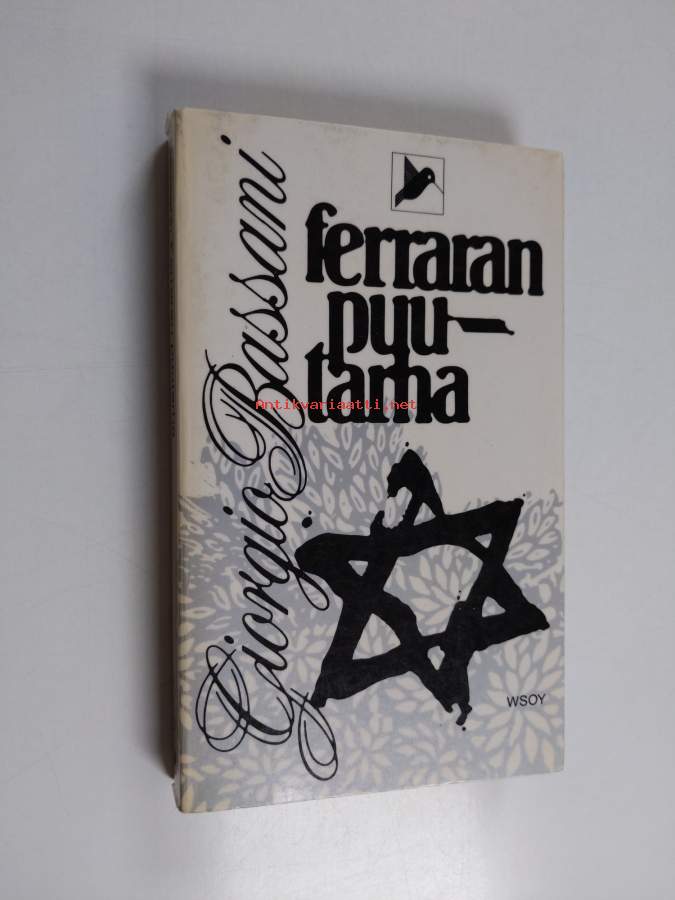 Giorgio Bassani
ferraran
puu-
tarha
Antikvariaatti.net
WSOY